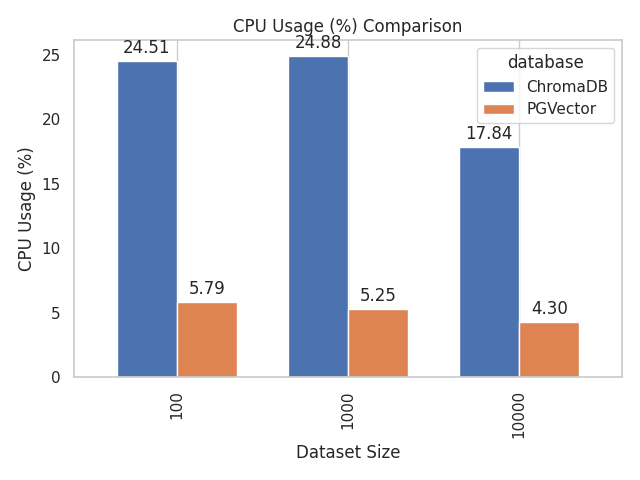 CPU Usage (%) Comparison
24.51
24.88
17.84
5.79
5.25
4.30
database
ChromaDB
PGVector
CPU Usage (%)
25
20
15
10
5
0
100
1000
10000
Dataset Size